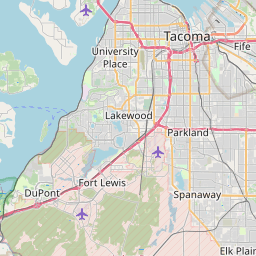 Tacoma
Fife
University
Place
Lakewood
Parkland
Fort Lewis
DuPont
Spanaway
Elk Plain